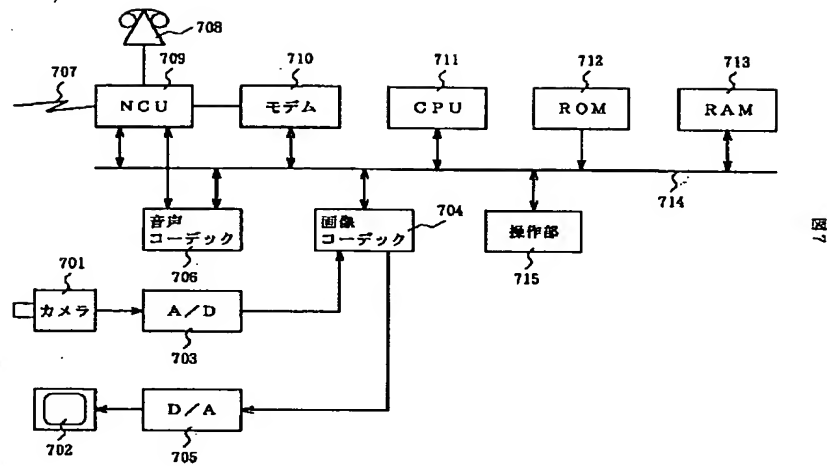 708
707
709
710
711
712
713
NCU
モデム
CPU
ROM
RAM
714
音声
コーデック
706
画像
コーデック
704
操作部
715
図7
701
カメラ
A/D
703
702
D/A
705